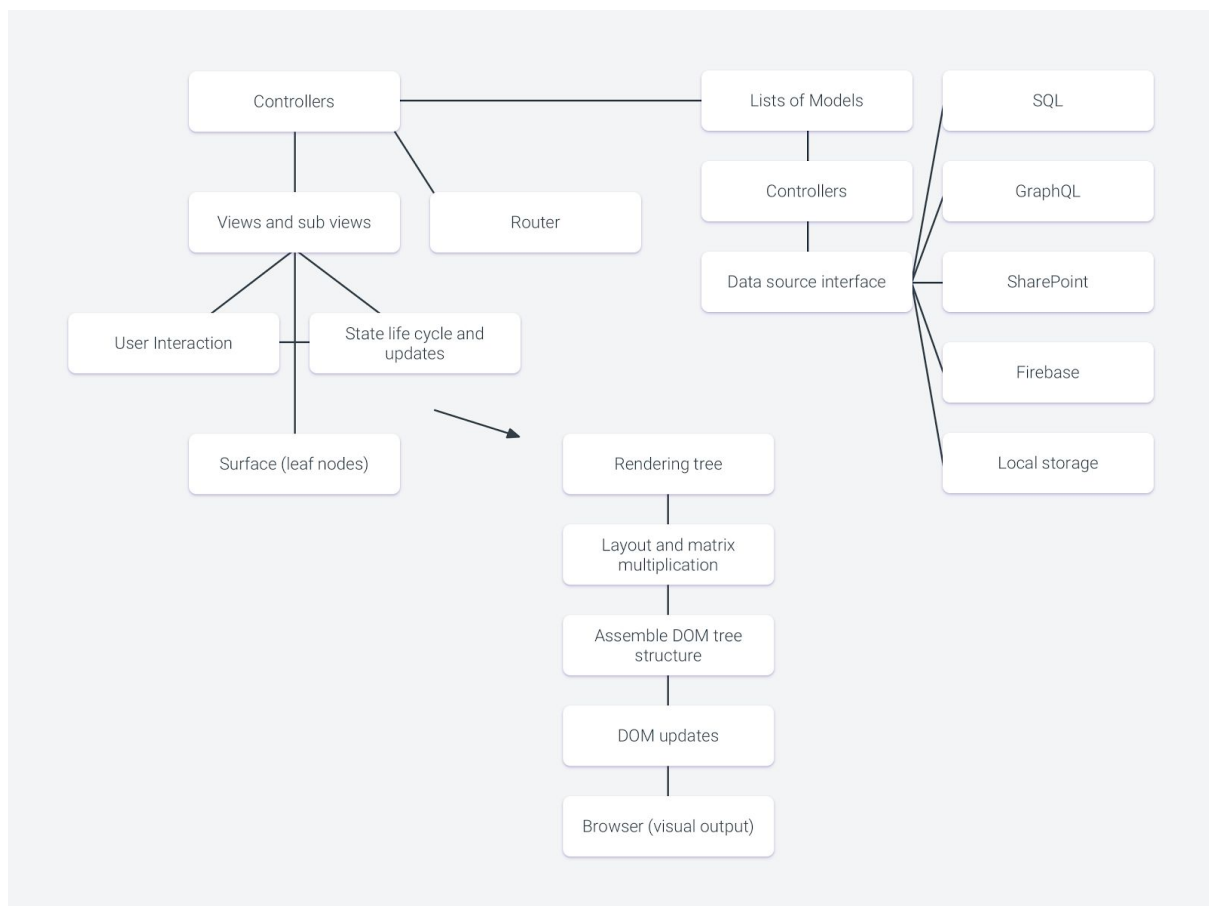 Controllers
Lists of Models
SQL
Controllers
GraphQL
Views and sub views
Router
Data source interface
SharePoint
User Interaction
State life cycle and
updates
Firebase
Surface (leaf nodes)
Rendering tree
Local storage
Layout and matrix
multiplication
Assemble DOM tree
structure
DOM updates
Browser (visual output)